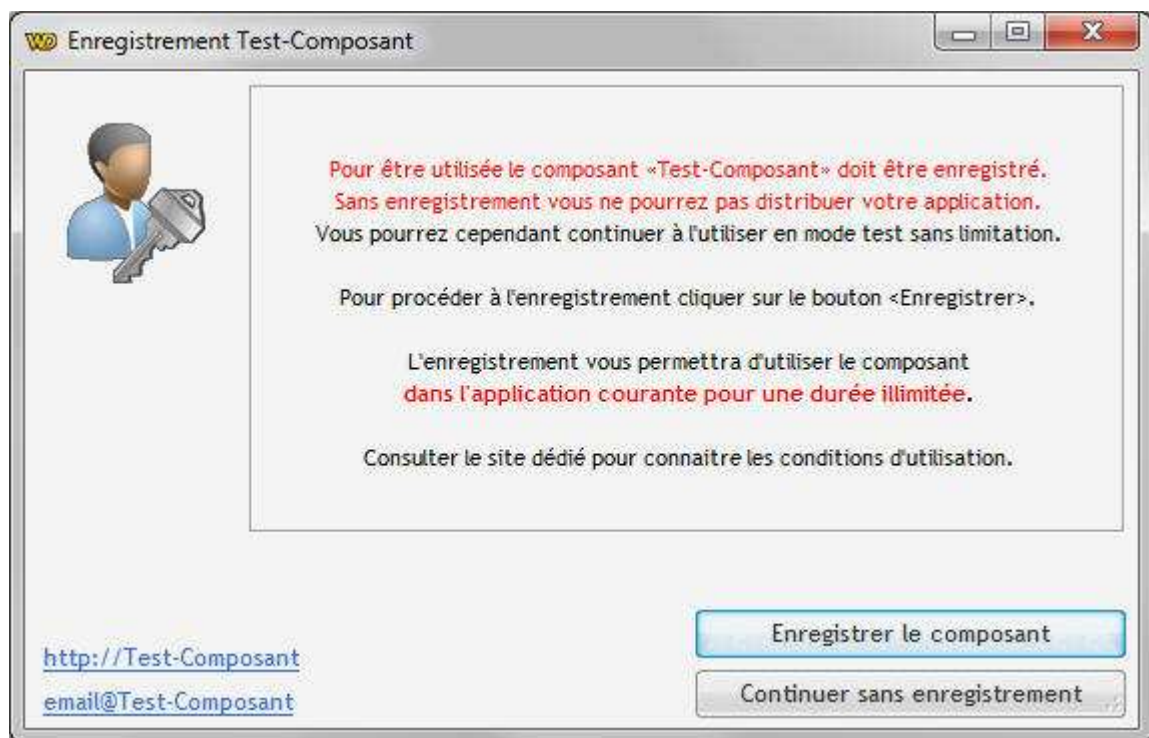 WD Enregistrement Test-Composant
Pour être utilisée le composant «Test-Composant» doit être enregistré.
Sans enregistrement vous ne pourrez pas distribuer votre application.
Vous pourrez cependant continuer à l'utiliser en mode test sans limitation.
Pour procéder à l'enregistrement cliquer sur le bouton <Enregistrer>.
L'enregistrement vous permettra d'utiliser le composant
dans l'application courante pour une durée illimitée.
Consulter le site dédié pour connaitre les conditions d'utilisation.
http://Test-Composant
email@Test-Composant
Enregistrer le composant
Continuer sans enregistrement